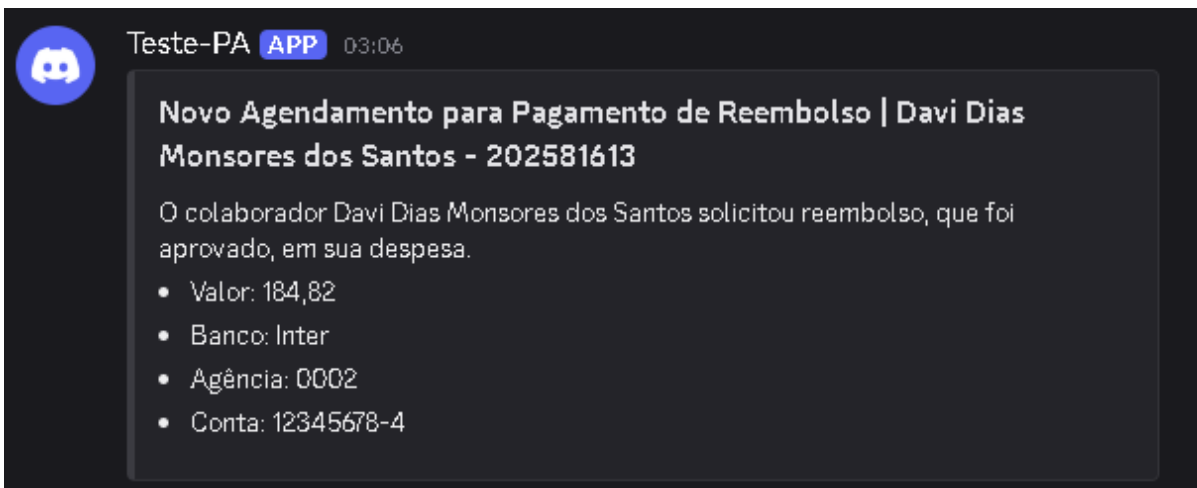 Teste-PA APP 03:06
Novo Agendamento para Pagamento de Reembolso | Davi Dias
Monsores dos Santos - 202581613
O colaborador Davi Dias Monsores dos Santos solicitou reembolso, que foi
aprovado, em sua despesa.
• Valor: 184,82
• Banco: Inter
• Agência: 0002
• Conta: 12345678-4